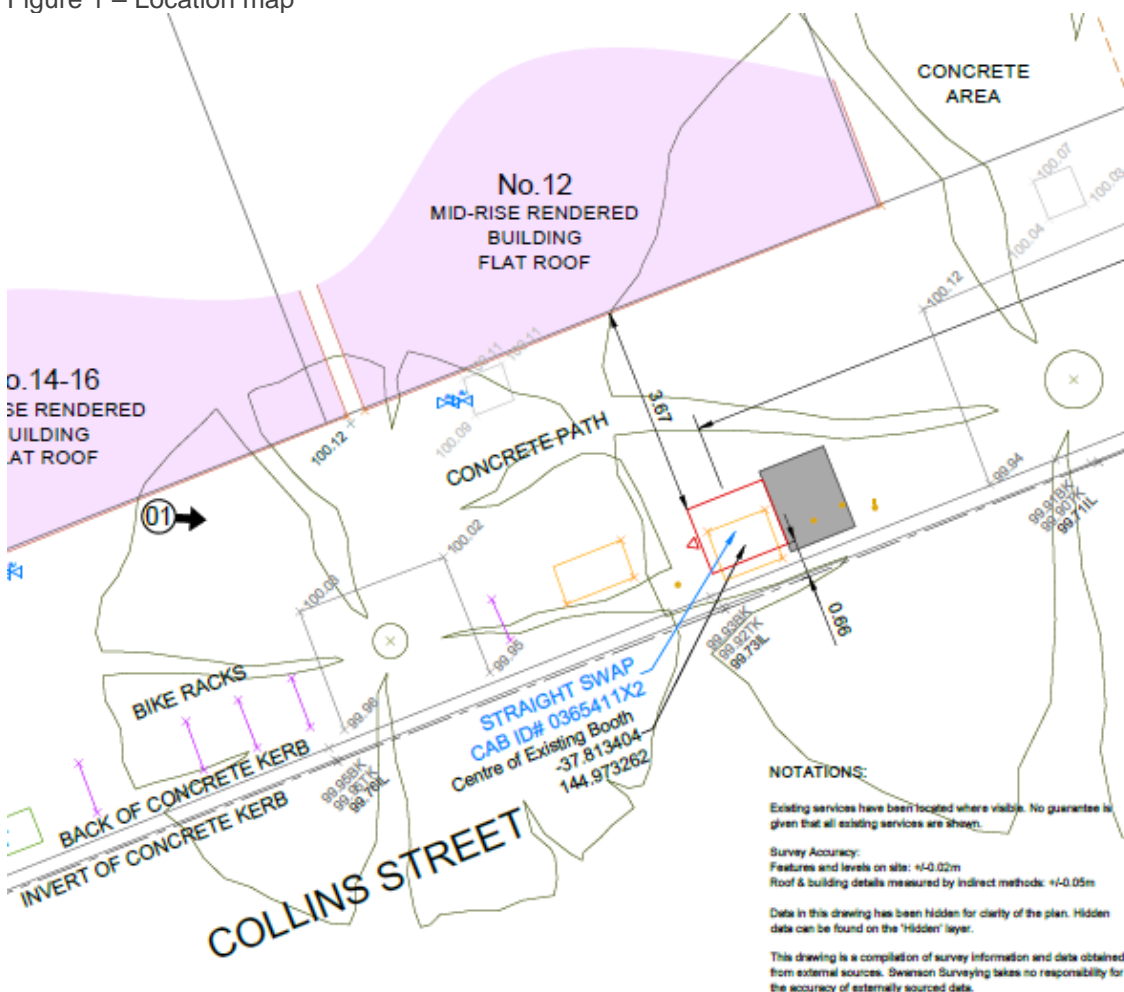 Figure 1 – Location map
CONCRETE
AREA
No.12
MID-RISE RENDERED
BUILDING
FLAT ROOF
100.07
100.03
100.04
100.12
o.14-16
SE RENDERED
UILDING
AT ROOF
100.12
100.11
100.09
CONCRETE PATH
3.67
01
100.02
100.03
99.94
99.91BK
99.90TK
99.71IL
0.66
99.93BK
99.92TK
99.73IL
99.95
99.96
BIKE RACKS
STRAIGHT SWAP
CAB ID# 0365411X2
Centre of Existing Booth
-37.813404
144.973262
99.95BK
99.76IL
BACK OF CONCRETE KERB
INVERT OF CONCRETE KERB
COLLINS STREET
NOTATIONS:
Existing services have been located where visible. No guarantee is
given that all existing services are shown.
Survey Accuracy:
Features and levels on site: +/-0.02m
Roof & building details measured by indirect methods: +/-0.05m
Data in this drawing has been hidden for clarity of the plan. Hidden
data can be found on the 'Hidden' layer.
This drawing is a compilation of survey information and data obtained
from external sources. Swanson Surveying takes no responsibility for
the accuracy of externally sourced data.